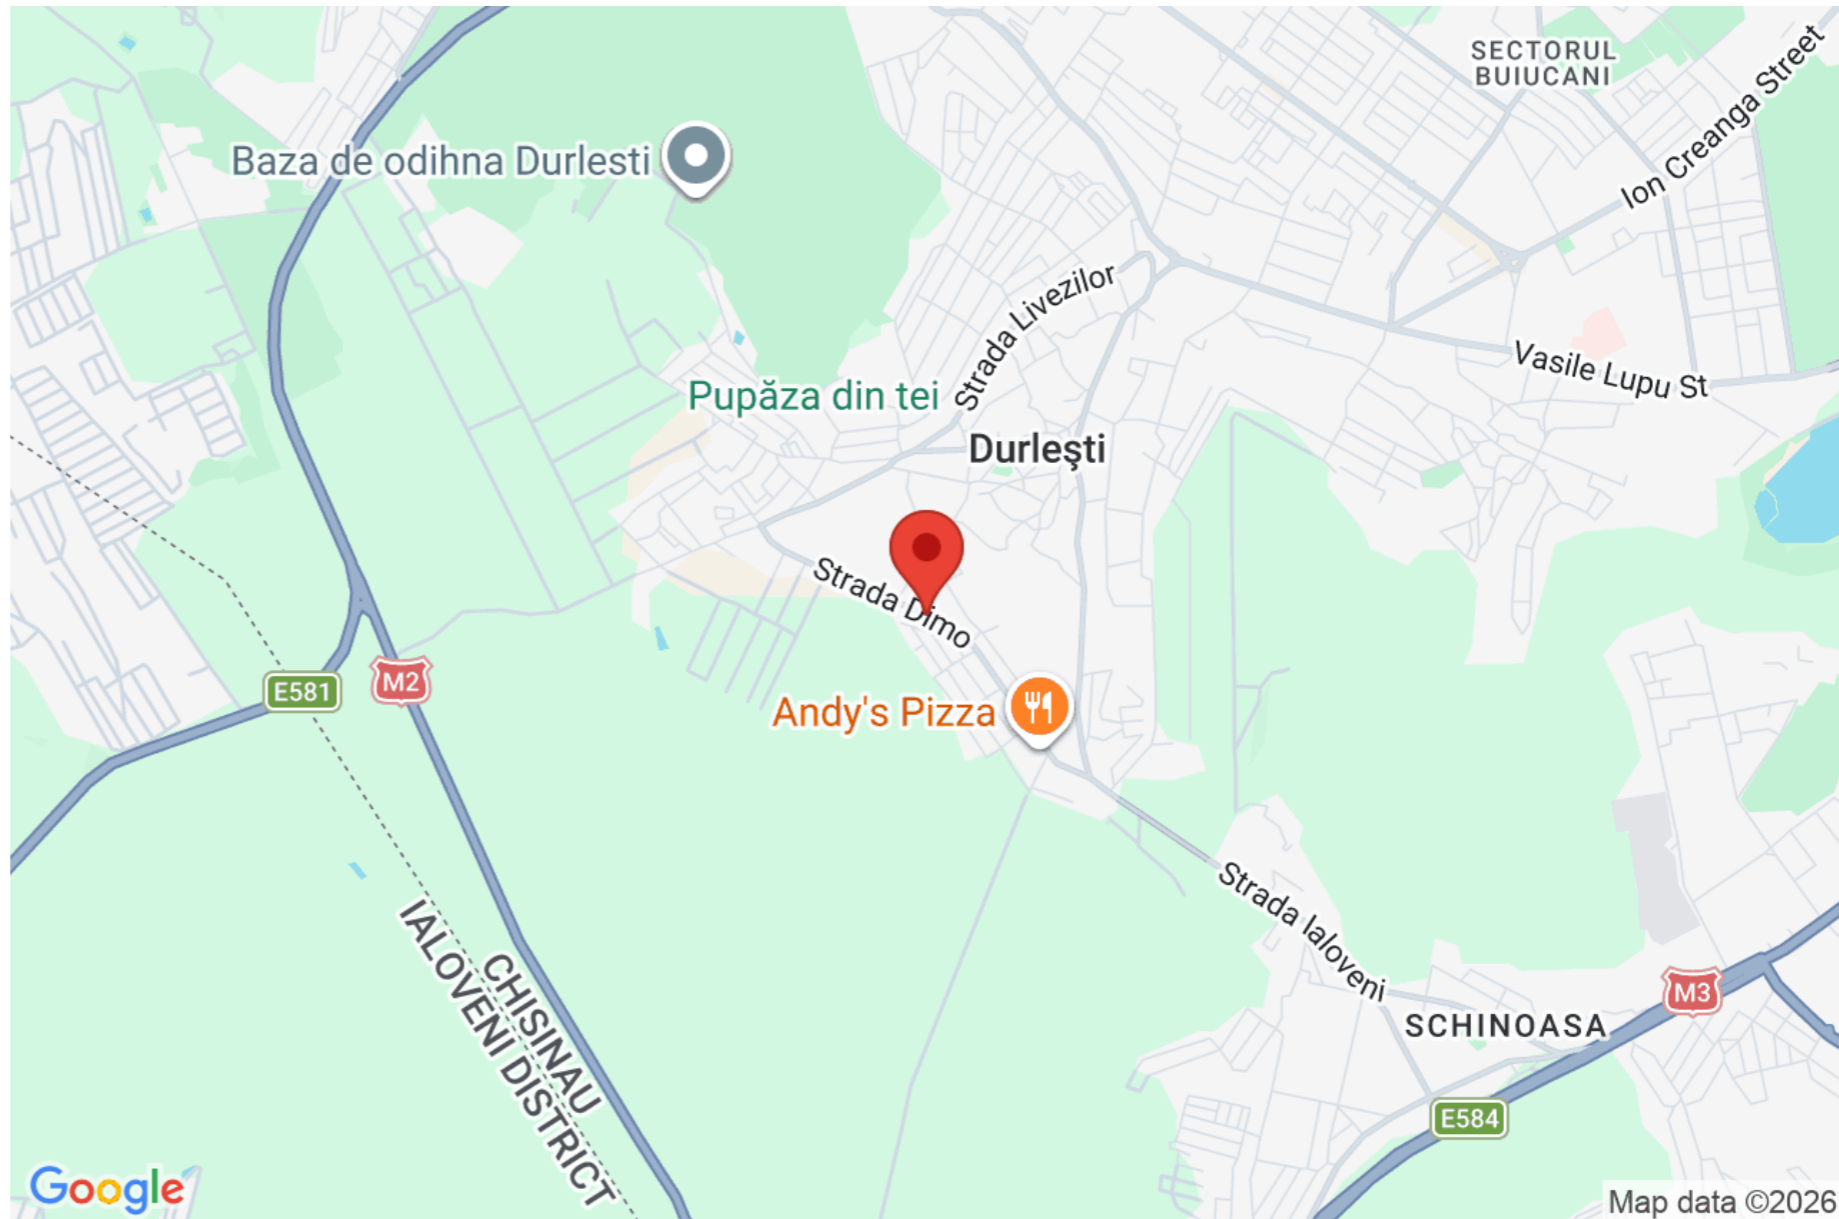 SECTORUL
BUIUCANI
Ion Creanga Street
Baza de odihna Durlesti
Strada Livezilor
Vasile Lupu St
Pupăza din tei
Durleşti
Strada Dimo
E581
M2
Andy's Pizza
Strada Ialoveni
CHISINAU
IALOVENI DISTRICT
M3
SCHINOASA
E584
Google
Map data ©2026